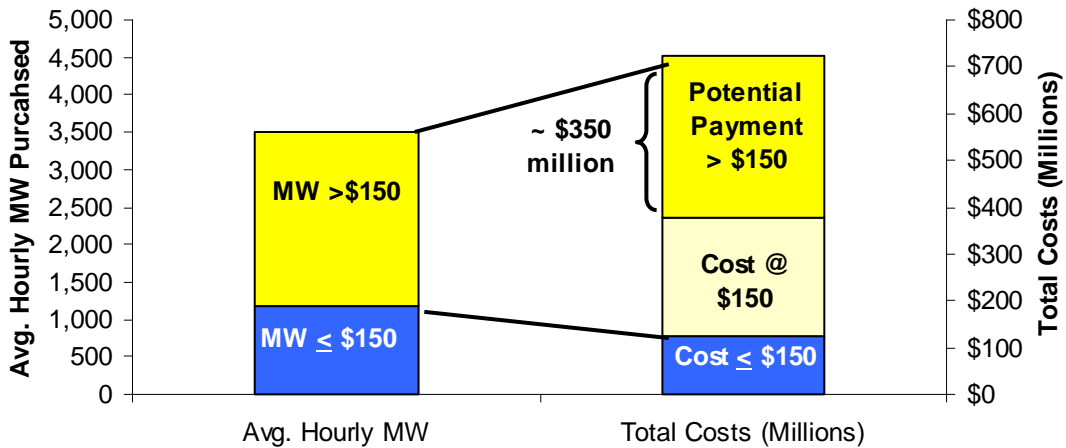 Avg. Hourly MW Purcahsed
5,000
4,500
4,000
3,500
3,000
2,500
2,000
1,500
1,000
500
0
MW >$150
MW ≤ $150
~ $350
million
Potential
Payment
> $150
Cost @
$150
Cost ≤ $150
$800
$700
$600
$500
$400
$300
$200
$100
$0
Total Costs (Millions)
Avg. Hourly MW
Total Costs (Millions)